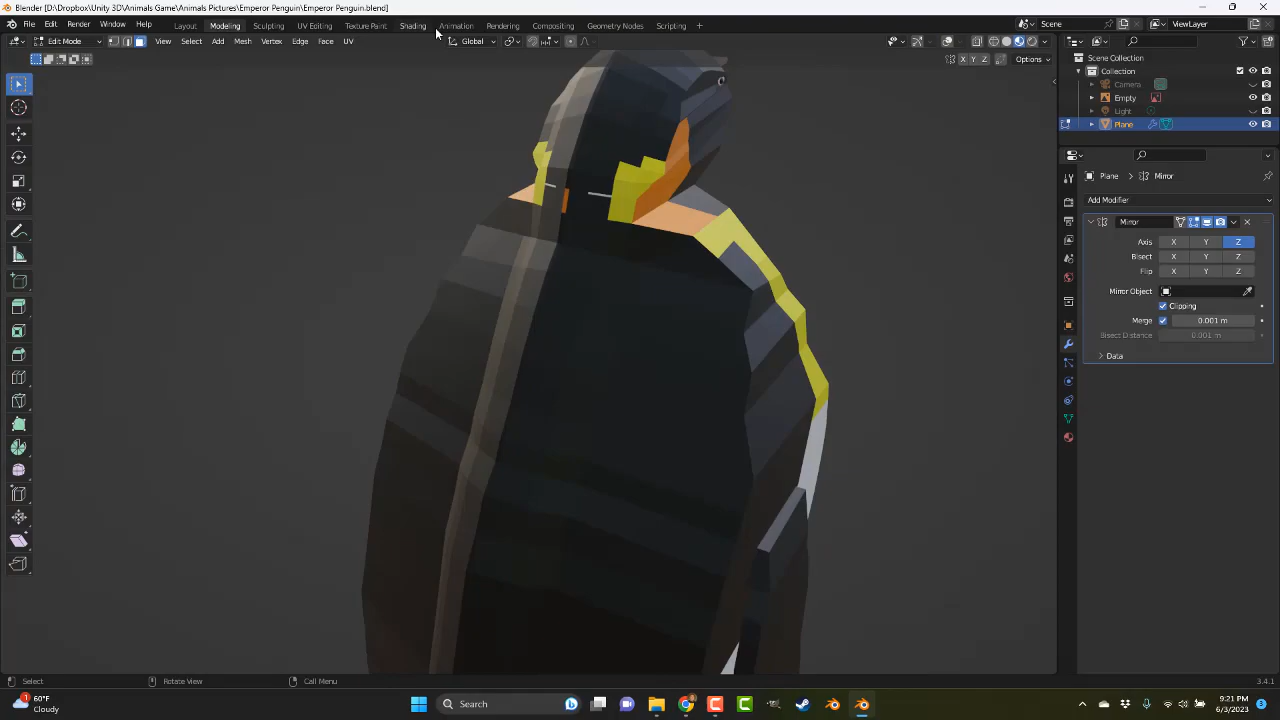 Blender [D:\Dropbox\Unity 3D\Animals Game\Animals Pictures\Emperor Penguin\Emperor Penguin.blend]
File Edit Render Window Help Layout Modeling Sculpting UV Editing Texture Paint Shading Animation Rendering Compositing Geometry Nodes Scripting + Scene ViewLayer
Edit Mode View Select Add Mesh Vertex Edge Face UV Global
X Y Z Options
Scene Collection
Collection
Camera
Empty
Light
Plane
Plane Mirror
Add Modifier
Mirror
Axis X Y Z
Bisect X Y Z
Flip X Y Z
Mirror Object
Clipping
Merge 0.001 m
Bisect Distance 0.001 m
Data
Select Rotate View Call Menu 3.4.1
1 60°F
Cloudy
Search
9:21 PM
6/3/2023
3